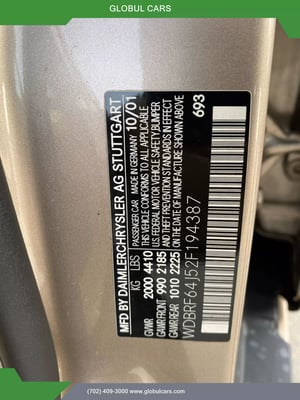 GLOBUL CARS
MFD BY DAIMLERCHRYSLER AG STUTTGART
PASSENGER CAR MADE IN GERMANY 10/01
KG LBS THIS VEHICLE CONFORMS TO ALL APPLICABLE
GVWR 2000 4410 U.S. FEDERAL MOTOR VEHICLE SAFETY, BUMPER
GAWR FRONT 990 2185 AND THEFT PREVENTION STANDARDS IN EFFECT
GAWR REAR 1010 2225 ON THE DATE OF MANUFACTURE SHOWN ABOVE
WDBRF64J52F194387 693
(702) 409-3000 www.globulcars.com